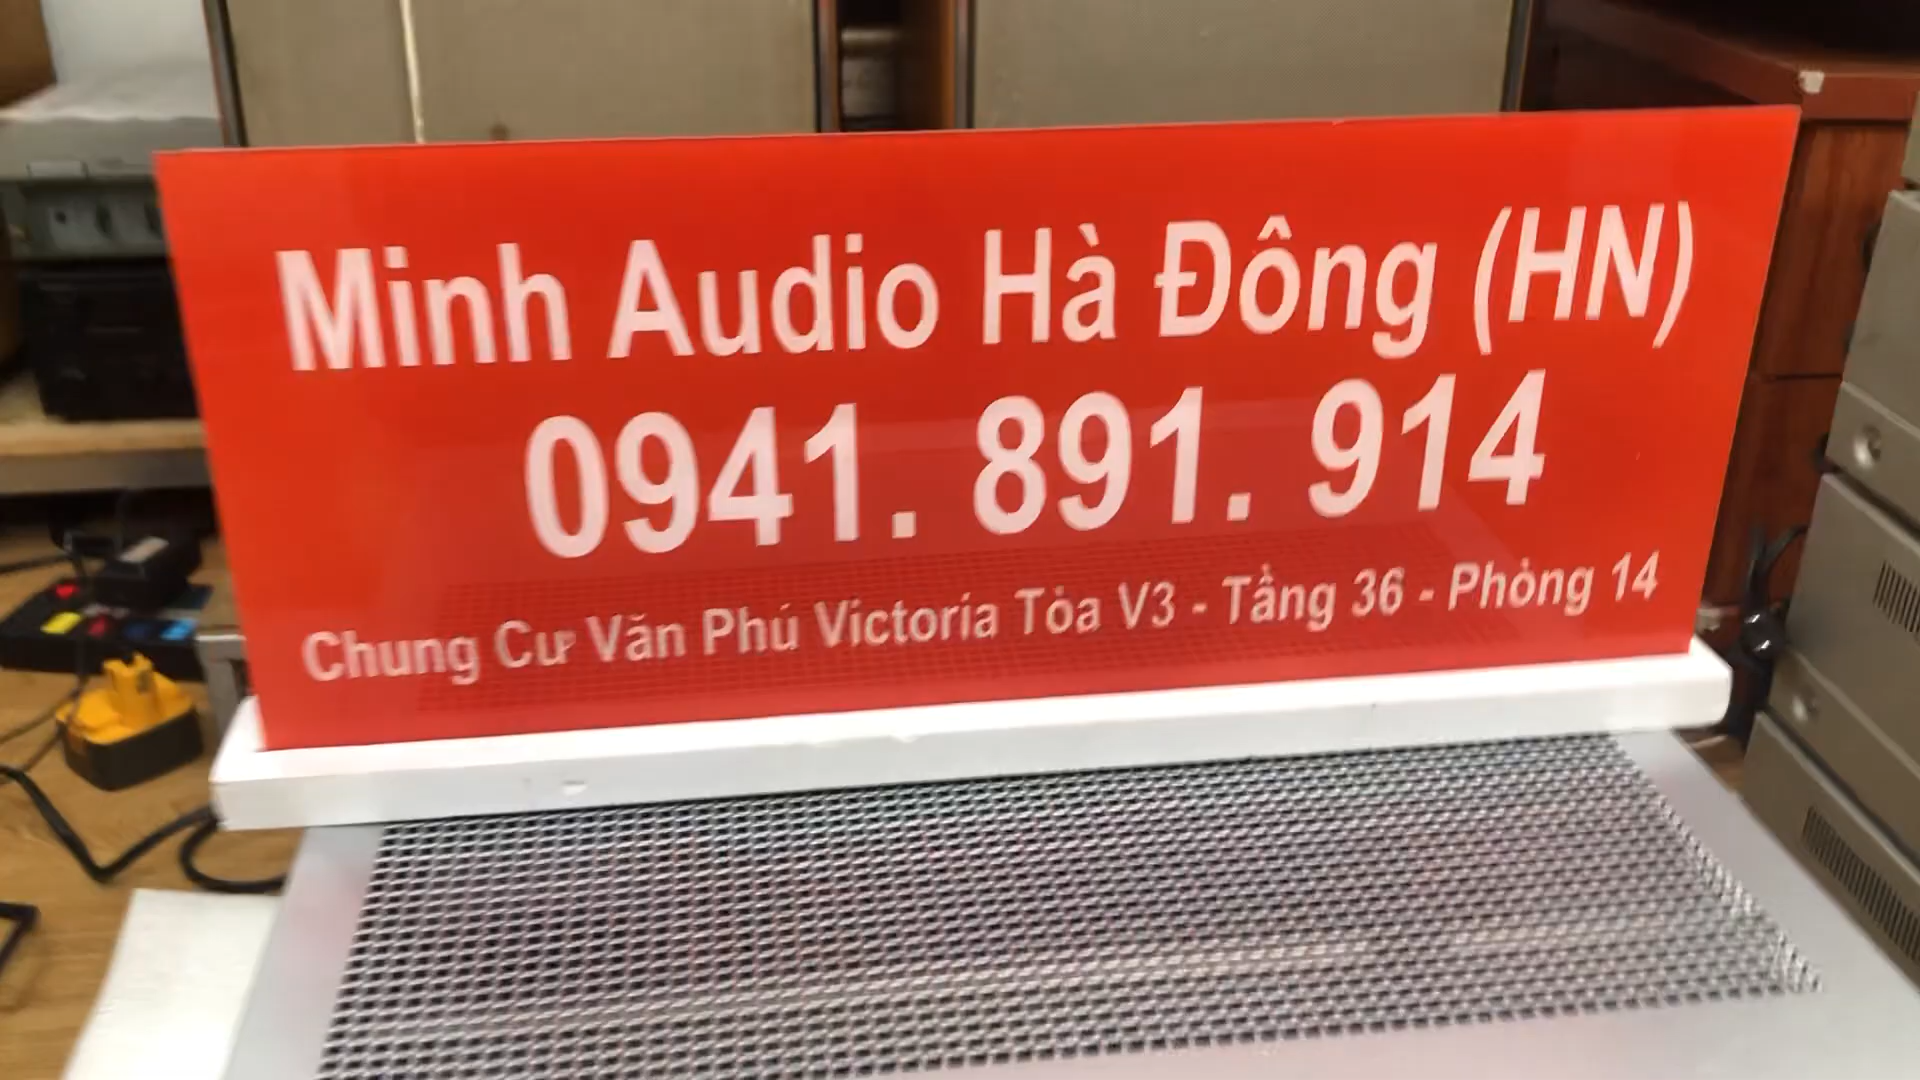 Minh Audio Hà Đông (HN)
0941. 891. 914
Chung Cư Văn Phú Victoria Tòa V3 - Tầng 36 - Phòng 14